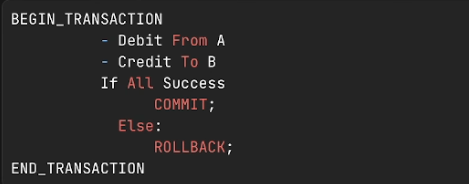 BEGIN_TRANSACTION
- Debit From A
- Credit To B
If All Success
COMMIT;
Else:
ROLLBACK;
END_TRANSACTION